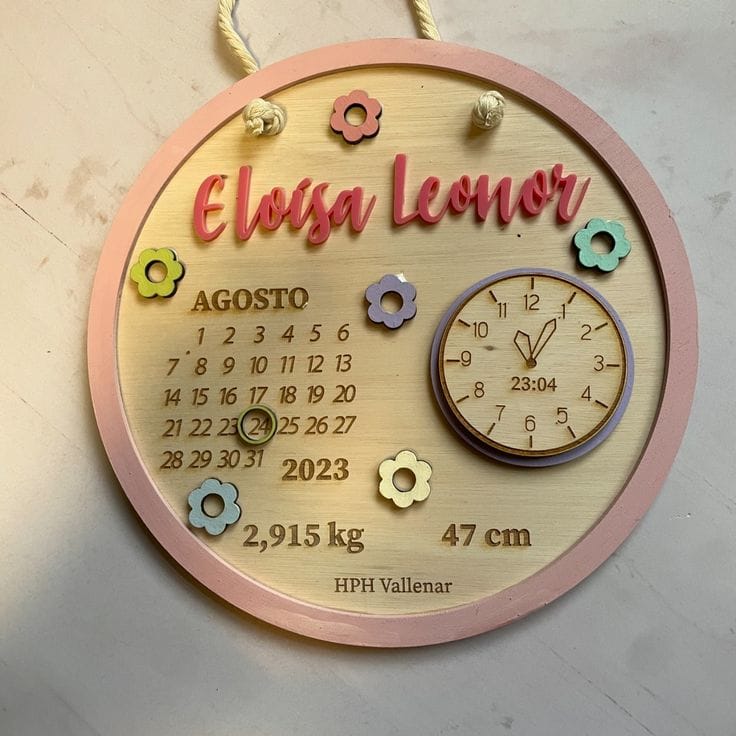 Eloísa Leonor
AGOSTO
1 2 3 4 5 6
7 8 9 10 11 12 13
14 15 16 17 18 19 20
21 22 23 24 25 26 27
28 29 30 31
2023
12
1
2
3
4
5
6
7
8
9
10
11
23:04
2,915 kg
47 cm
HPH Vallenar